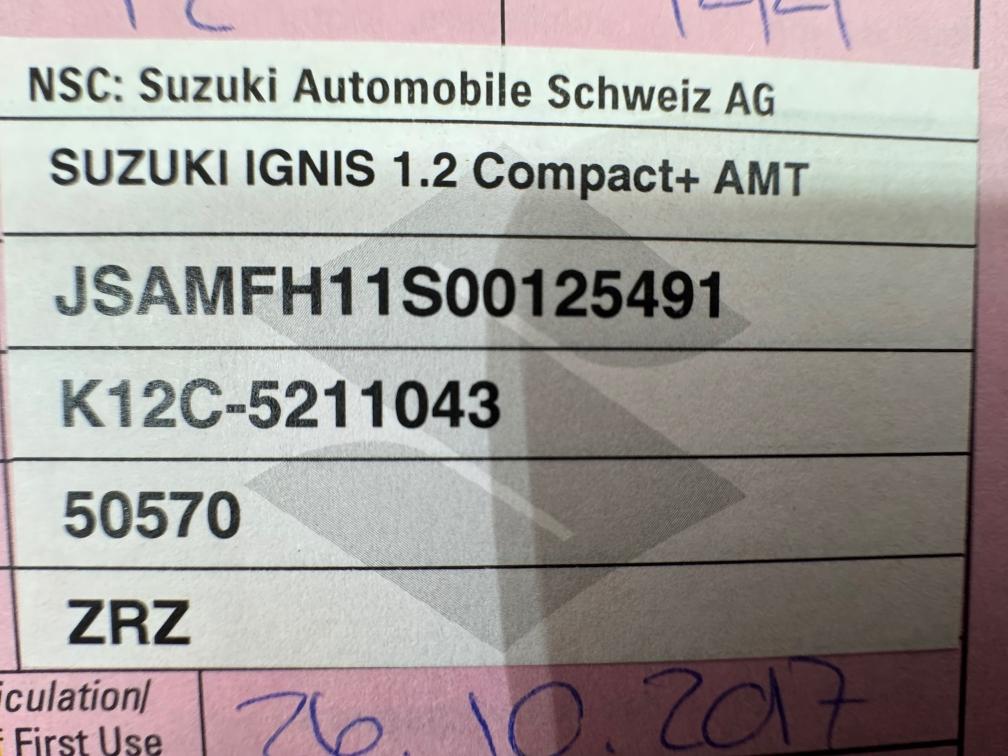 NSC: Suzuki Automobile Schweiz AG
SUZUKI IGNIS 1.2 Compact+ AMT
JSAMFH11S00125491
K12C-5211043
50570
ZRZ
iculation/
First Use
26.10.2017